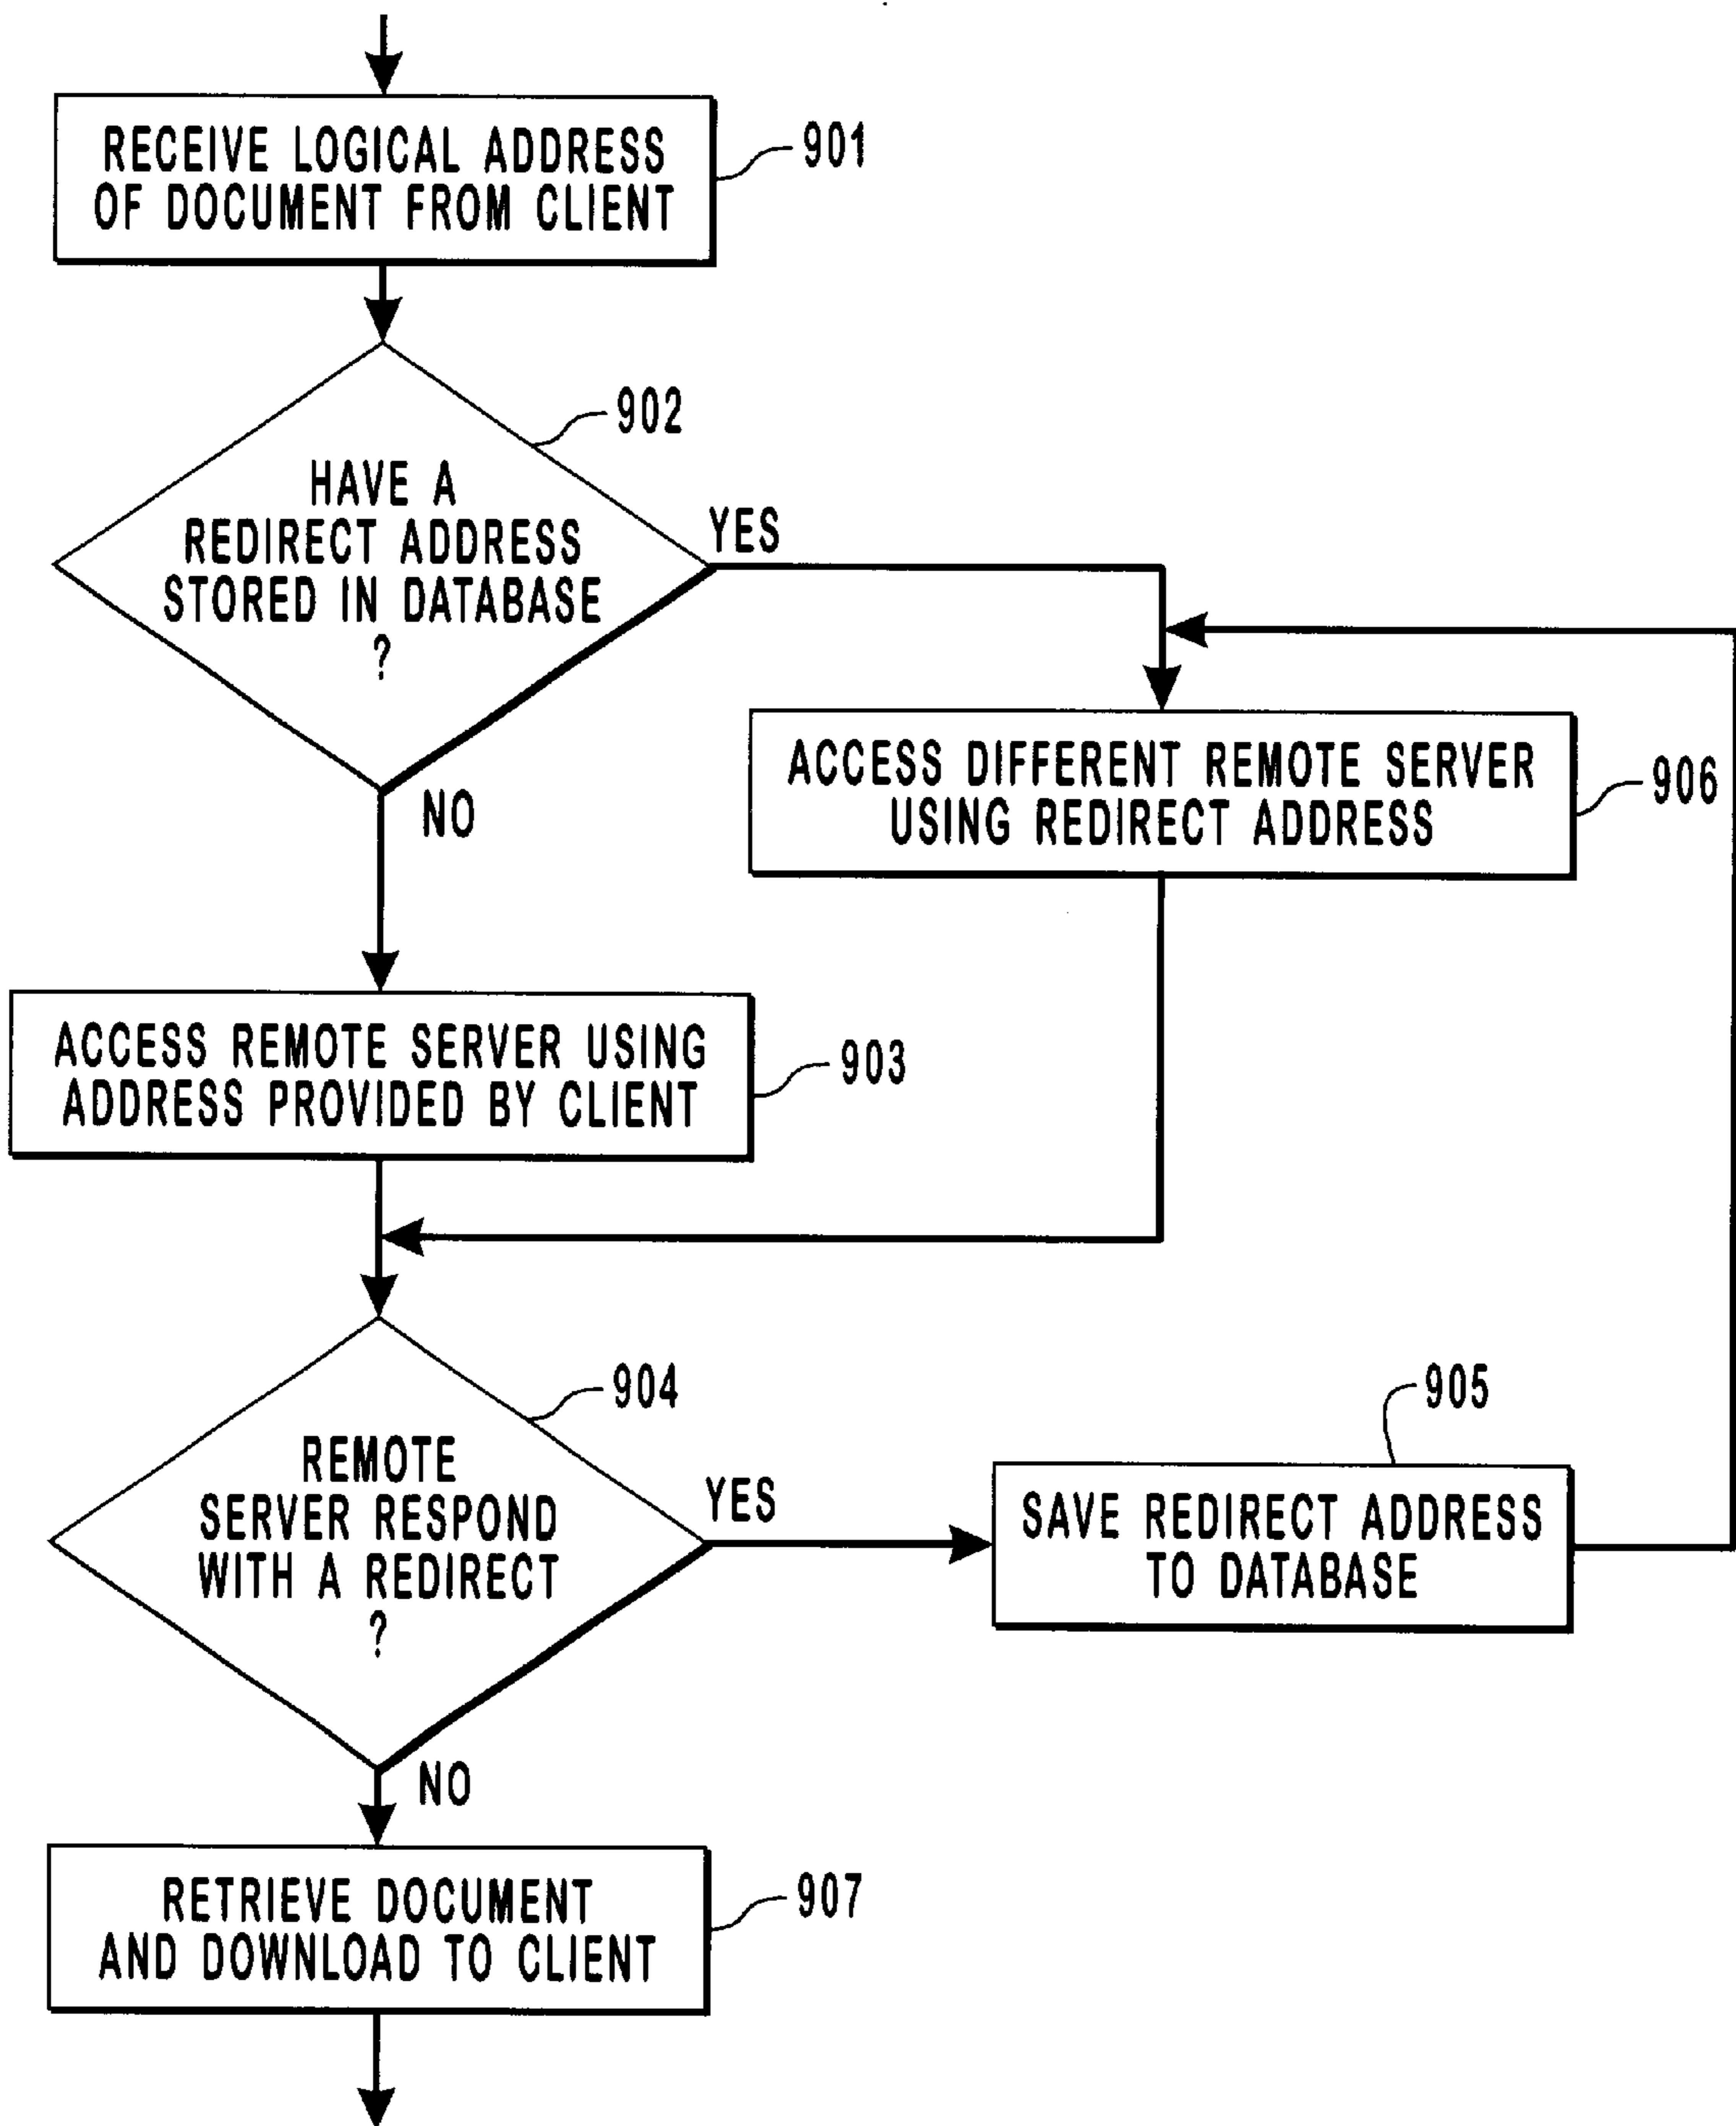 RECEIVE LOGICAL ADDRESS
OF DOCUMENT FROM CLIENT
901
902
HAVE A
REDIRECT ADDRESS
STORED IN DATABASE
?
YES
NO
ACCESS DIFFERENT REMOTE SERVER
USING REDIRECT ADDRESS
906
ACCESS REMOTE SERVER USING
ADDRESS PROVIDED BY CLIENT
903
904
REMOTE
SERVER RESPOND
WITH A REDIRECT
?
YES
NO
905
SAVE REDIRECT ADDRESS
TO DATABASE
RETRIEVE DOCUMENT
AND DOWNLOAD TO CLIENT
907